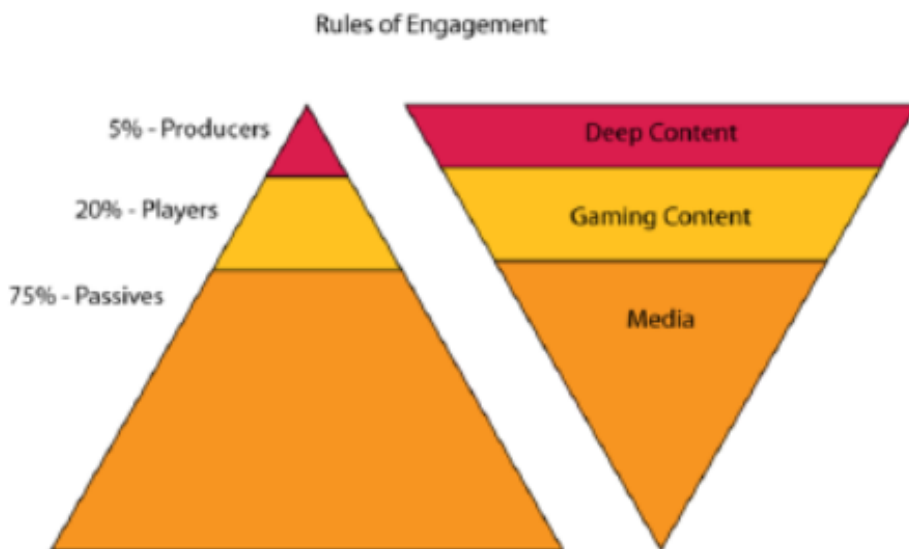 Rules of Engagement
5% - Producers
Deep Content
20% - Players
Gaming Content
75% - Passives
Media